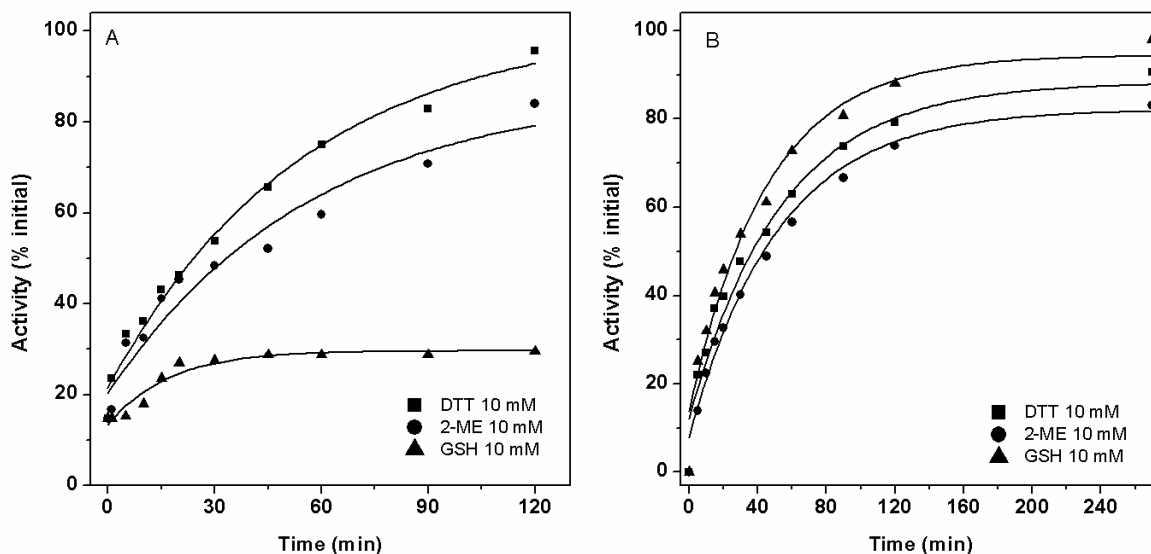 A
100
80
60
40
20
0
Activity (% initial)
DTT 10 mM
2-ME 10 mM
GSH 10 mM
0 30 60 90 120
Time (min)
B
100
80
60
40
20
0
Activity (% initial)
DTT 10 mM
2-ME 10 mM
GSH 10 mM
0 40 80 120 160 200 240
Time (min)